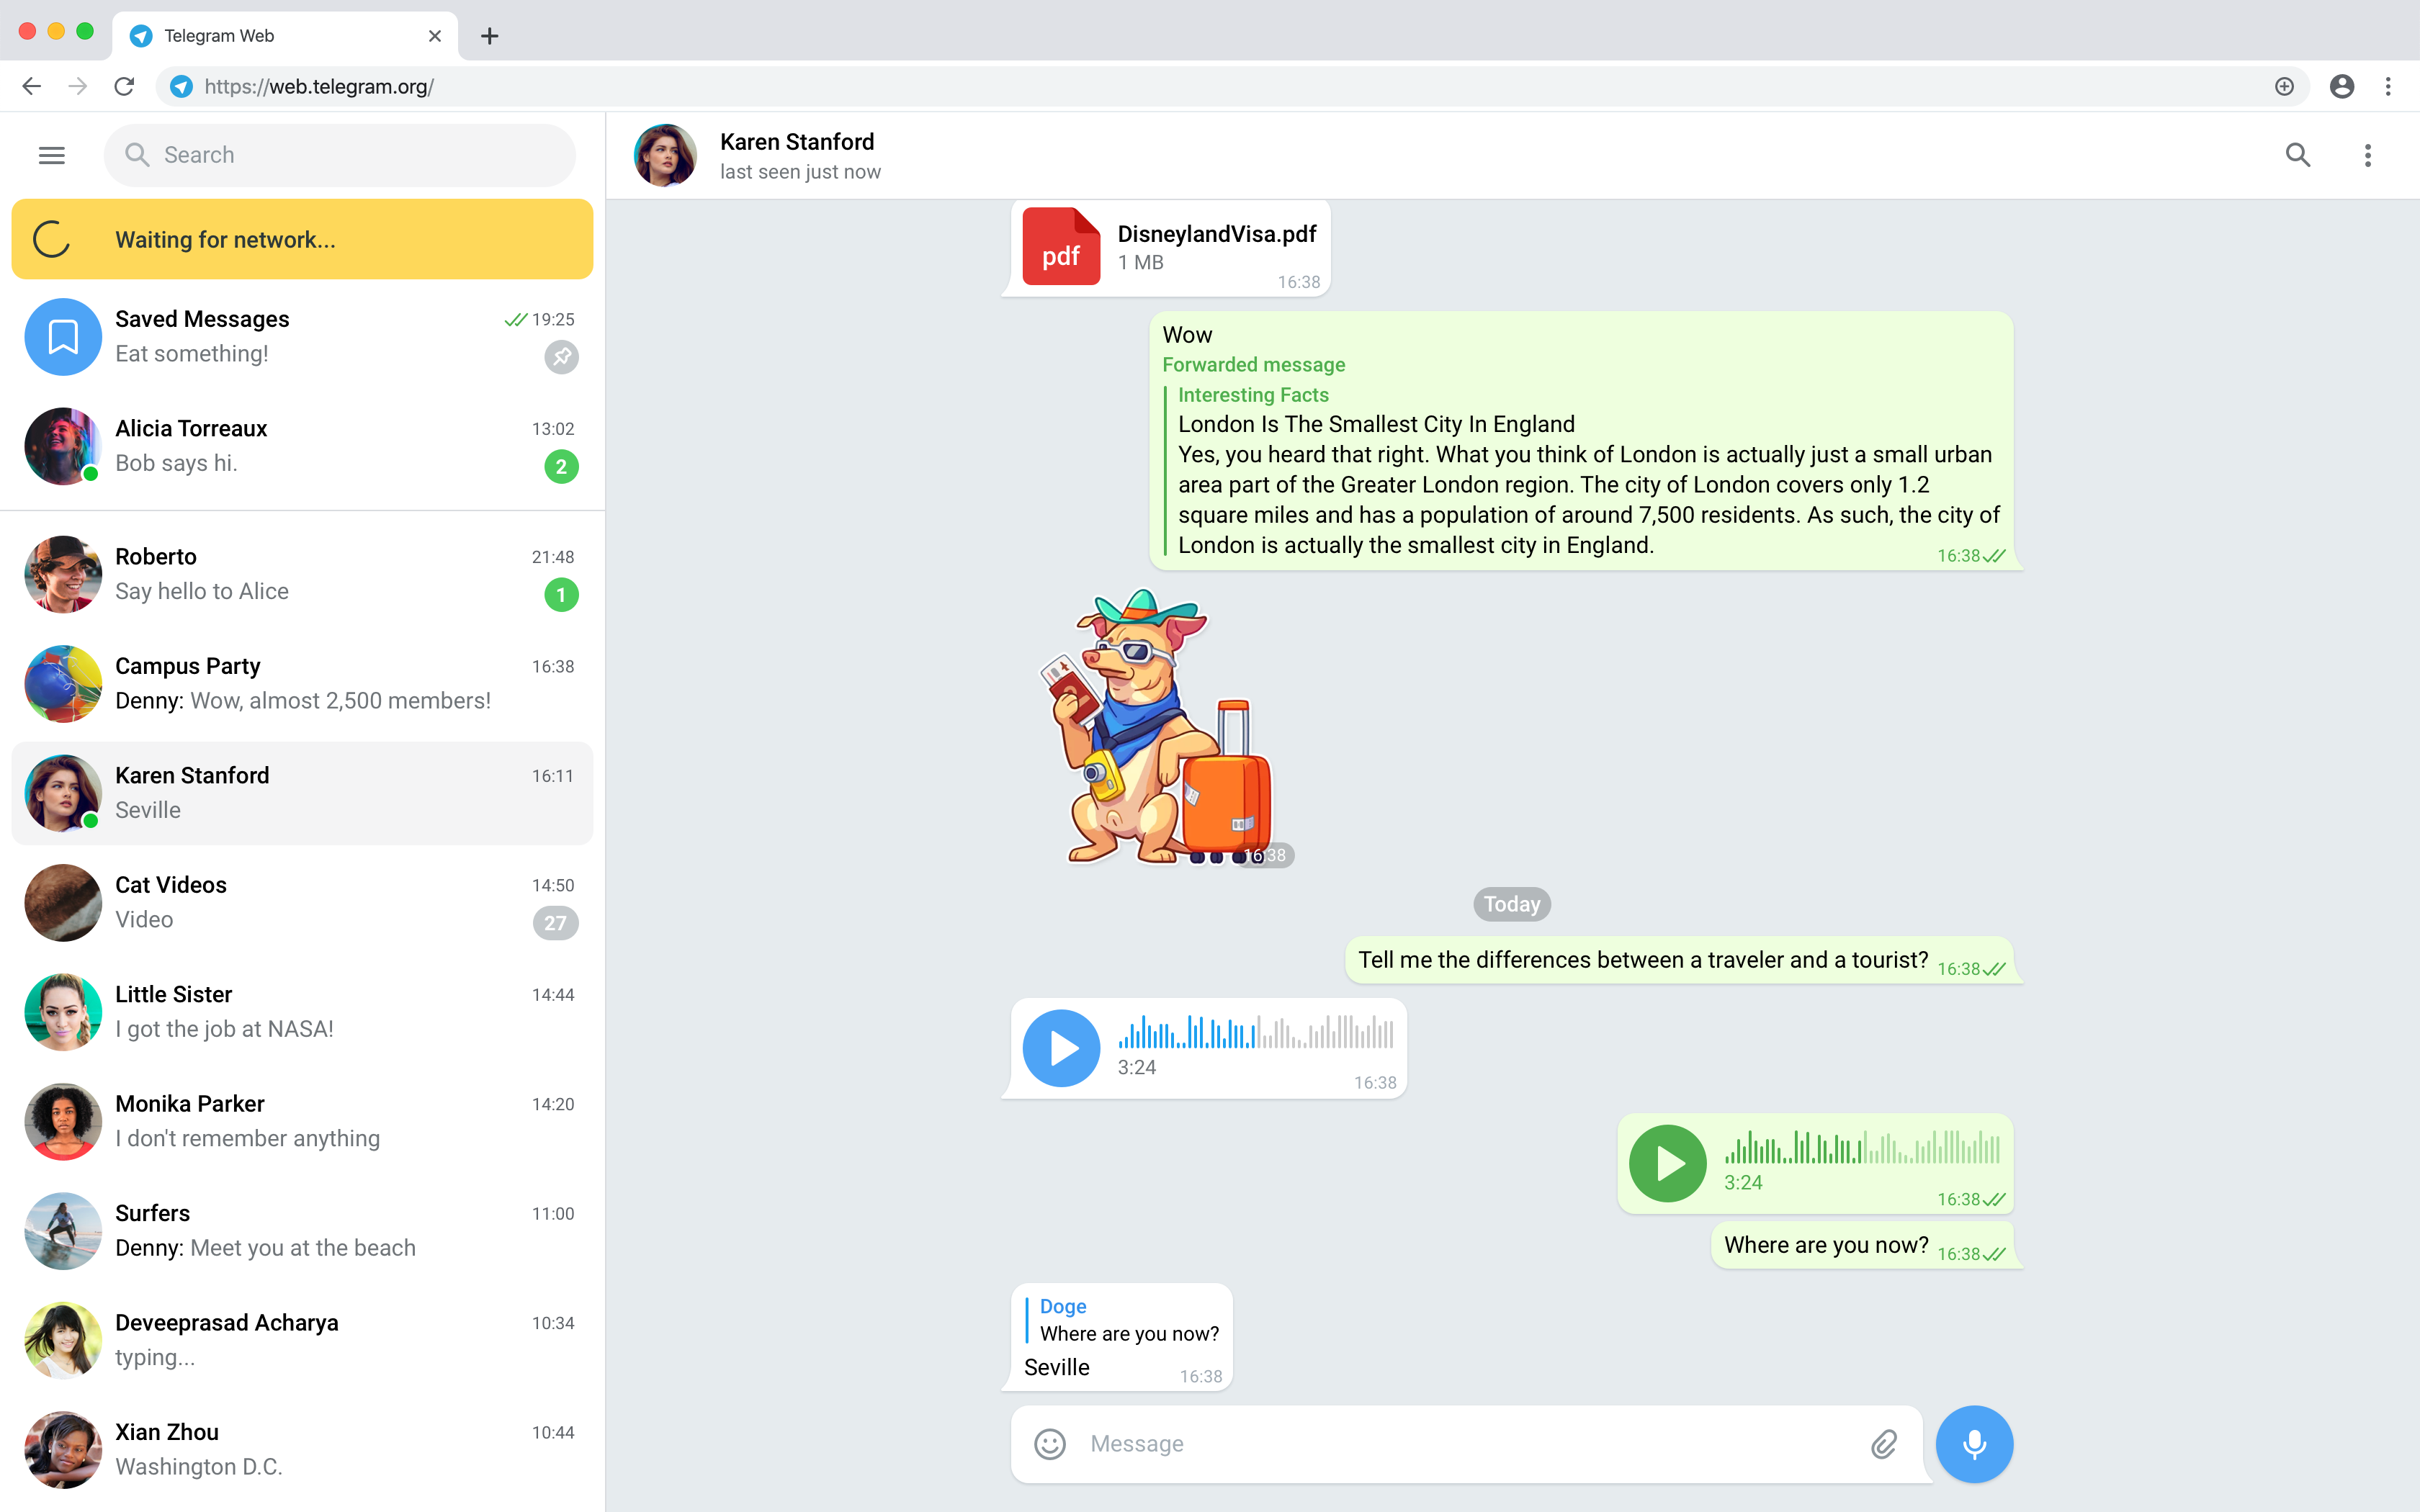 Telegram Web
https://web.telegram.org/
Search
Waiting for network...
Saved Messages
19:25
Eat something!
Alicia Torreaux
13:02
Bob says hi.
2
Roberto
21:48
Say hello to Alice
1
Campus Party
16:38
Denny: Wow, almost 2,500 members!
Karen Stanford
16:11
Seville
Cat Videos
14:50
Video
27
Little Sister
14:44
I got the job at NASA!
Monika Parker
14:20
I don't remember anything
Surfers
11:00
Denny: Meet you at the beach
Deveeprasad Acharya
10:34
typing...
Xian Zhou
10:44
Washington D.C.
Karen Stanford
last seen just now
pdf
DisneylandVisa.pdf
1 MB
16:38
Wow
Forwarded message
Interesting Facts
London Is The Smallest City In England
Yes, you heard that right. What you think of London is actually just a small urban
area part of the Greater London region. The city of London covers only 1.2
square miles and has a population of around 7,500 residents. As such, the city of
London is actually the smallest city in England.
16:38
16:38
Today
Tell me the differences between a traveler and a tourist?
16:38
3:24
16:38
3:24
16:38
Where are you now?
16:38
Doge
Where are you now?
Seville
16:38
Message